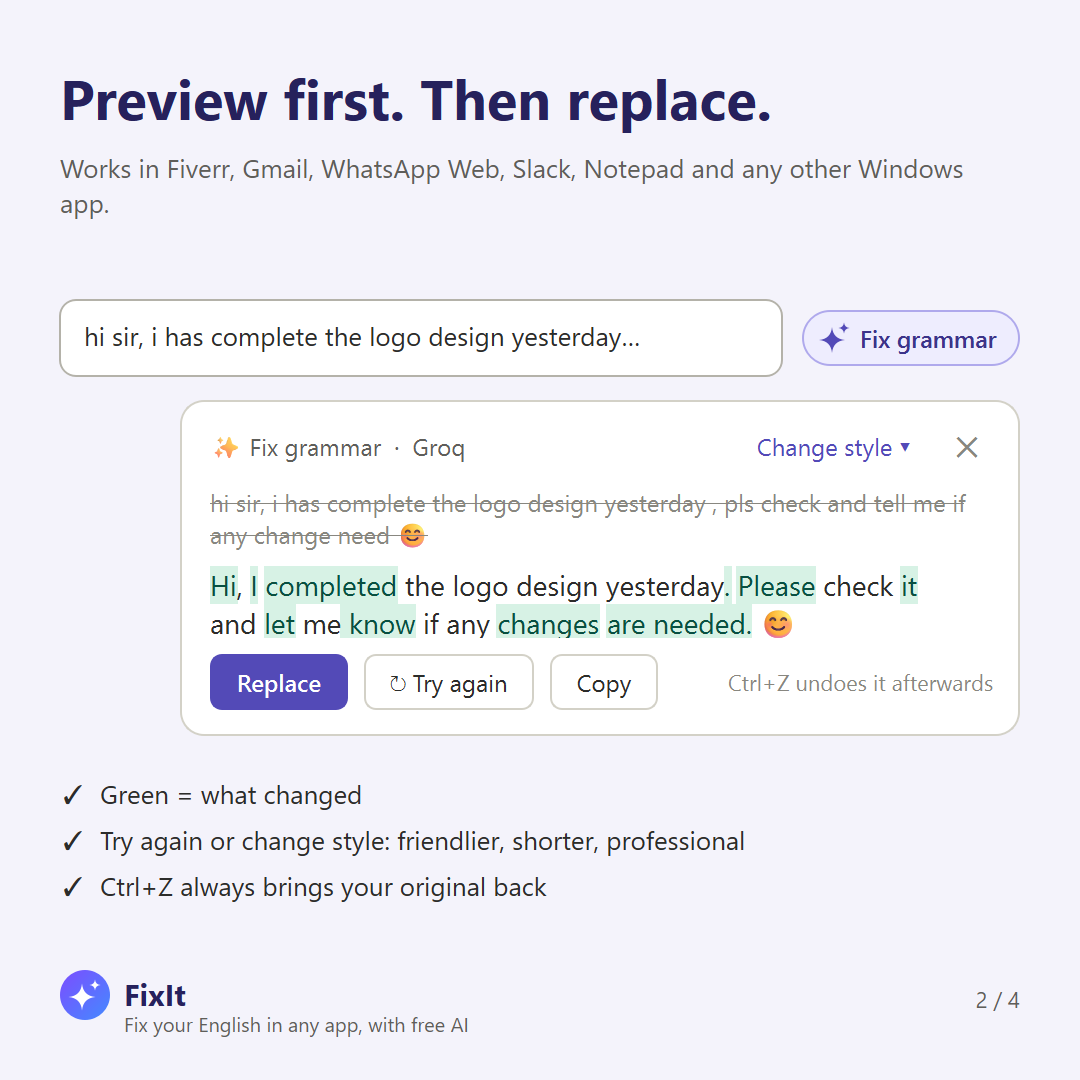 Preview first. Then replace.
Works in Fiverr, Gmail, WhatsApp Web, Slack, Notepad and any other Windows
app.
hi sir, i has complete the logo design yesterday...
Fix grammar
✨ Fix grammar · Groq
Change style ▾
✕
hi sir, i has complete the logo design yesterday , pls check and tell me if
any change need 😊
Hi, I completed the logo design yesterday. Please check it
and let me know if any changes are needed. 😊
Replace
↻ Try again
Copy
Ctrl+Z undoes it afterwards
✓ Green = what changed
✓ Try again or change style: friendlier, shorter, professional
✓ Ctrl+Z always brings your original back
FixIt
Fix your English in any app, with free AI
2 / 4